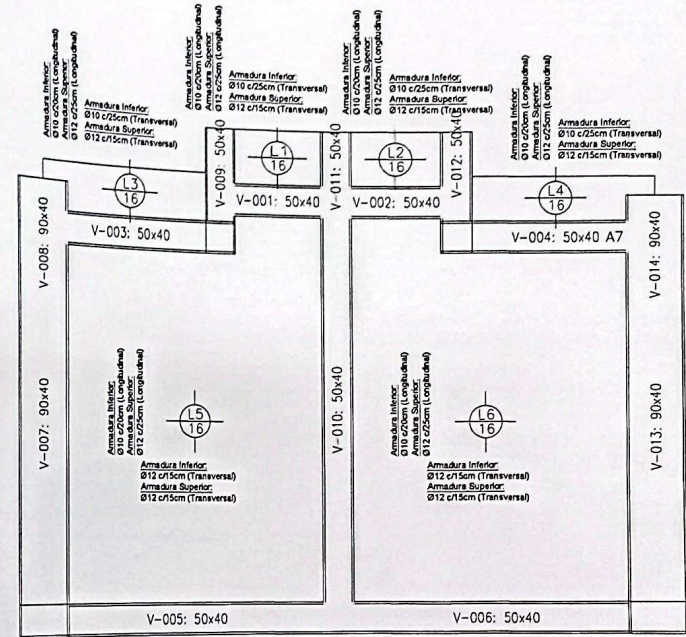 Armadura Inferior:
Ø10 c/20cm (Longitudinal)
Armadura Superior:
Ø12 c/25cm (Longitudinal)
Armadura Inferior:
Ø10 c/25cm (Transversal)
Armadura Superior:
Ø12 c/15cm (Transversal)
L3
16
Armadura Inferior:
Ø10 c/20cm (Longitudinal)
Armadura Superior:
Ø12 c/25cm (Longitudinal)
Armadura Inferior:
Ø10 c/25cm (Transversal)
Armadura Superior:
Ø12 c/15cm (Transversal)
L1
16
Armadura Inferior:
Ø10 c/20cm (Longitudinal)
Armadura Superior:
Ø12 c/25cm (Longitudinal)
Armadura Inferior:
Ø10 c/25cm (Transversal)
Armadura Superior:
Ø12 c/15cm (Transversal)
L2
16
Armadura Inferior:
Ø10 c/20cm (Longitudinal)
Armadura Superior:
Ø12 c/25cm (Longitudinal)
Armadura Inferior:
Ø10 c/25cm (Transversal)
Armadura Superior:
Ø12 c/15cm (Transversal)
L4
16
V-009: 50x40
V-011: 50x40
V-012: 50x40
V-001: 50x40
V-002: 50x40
V-003: 50x40
V-004: 50x40 A7
V-008: 90x40
V-014: 90x40
V-007: 90x40
V-010: 50x40
V-013: 90x40
Armadura Inferior:
Ø10 c/20cm (Longitudinal)
Armadura Superior:
Ø12 c/25cm (Longitudinal)
L5
16
Armadura Inferior:
Ø12 c/15cm (Transversal)
Armadura Superior:
Ø12 c/15cm (Transversal)
Armadura Inferior:
Ø10 c/20cm (Longitudinal)
Armadura Superior:
Ø12 c/25cm (Longitudinal)
L6
16
Armadura Inferior:
Ø12 c/15cm (Transversal)
Armadura Superior:
Ø12 c/15cm (Transversal)
V-005: 50x40
V-006: 50x40